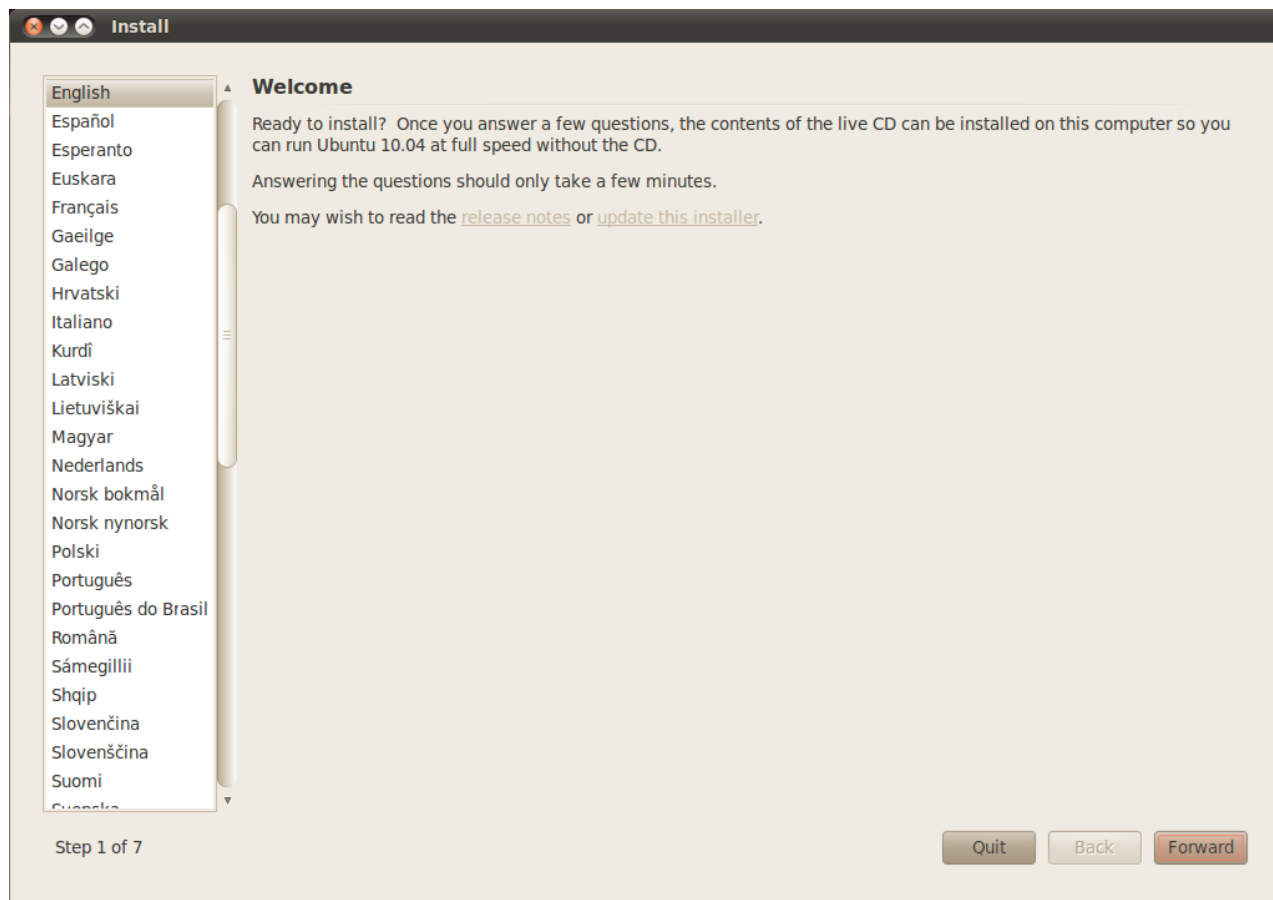 Install
English
Español
Esperanto
Euskara
Français
Gaeilge
Galego
Hrvatski
Italiano
Kurdî
Latviski
Lietuviškai
Magyar
Nederlands
Norsk bokmål
Norsk nynorsk
Polski
Português
Português do Brasil
Română
Sámegillii
Shqip
Slovenčina
Slovenščina
Suomi
Svenska
Welcome
Ready to install?  Once you answer a few questions, the contents of the live CD can be installed on this computer so you
can run Ubuntu 10.04 at full speed without the CD.
Answering the questions should only take a few minutes.
You may wish to read the release notes or update this installer.
Step 1 of 7
Quit
Back
Forward